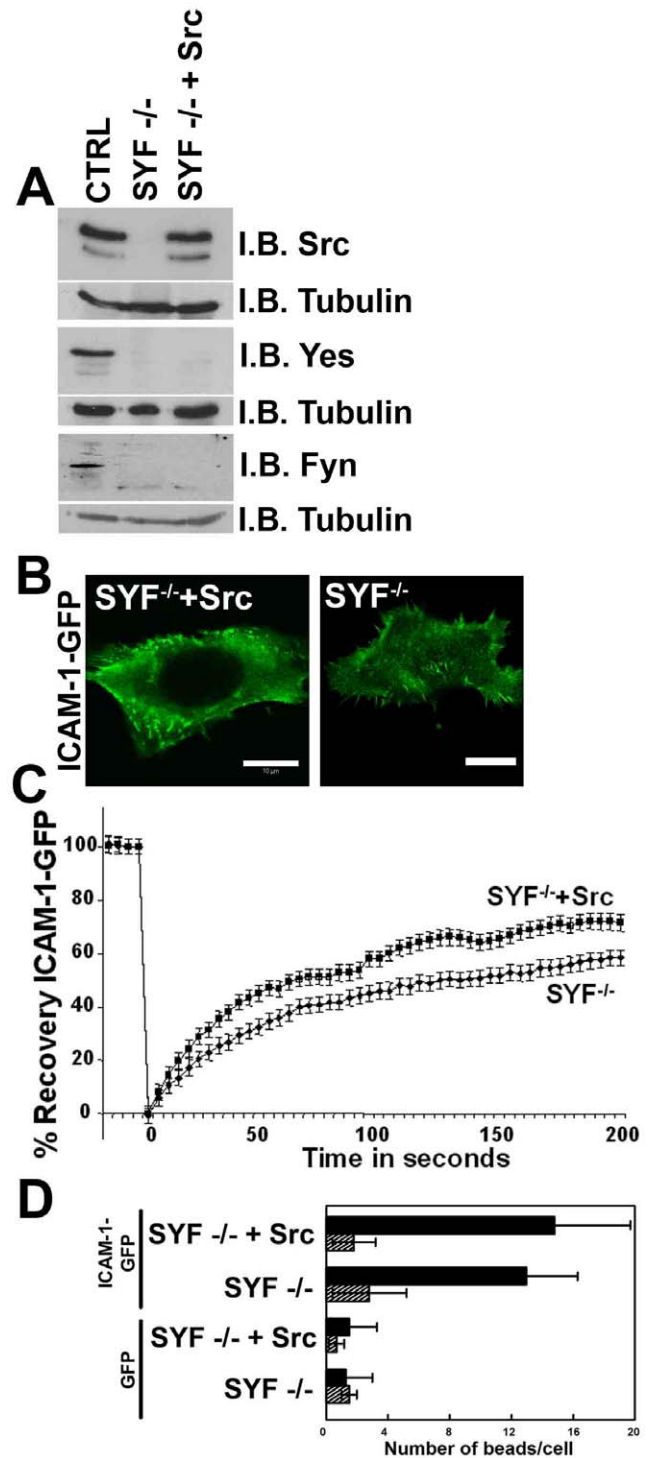 A
CTRL
SYF -/-
SYF -/- + Src
I.B. Src
I.B. Tubulin
I.B. Yes
I.B. Tubulin
I.B. Fyn
I.B. Tubulin
B
ICAM-1-GFP
SYF-/-+Src
10 µm
SYF-/-
C
% Recovery ICAM-1-GFP
100
80
60
40
20
0
SYF-/-+Src
SYF-/-
0 50 100 150 200
Time in seconds
D
ICAM-1-
GFP
SYF -/- + Src
SYF -/-
GFP
SYF -/- + Src
SYF -/-
4 8 12 16 20
Number of beads/cell